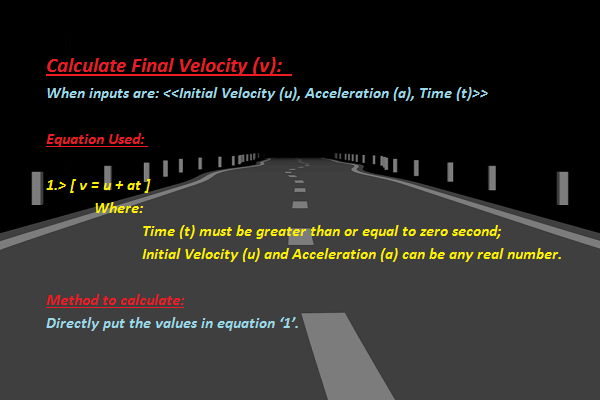 Calculate Final Velocity (v):
When inputs are: <<Initial Velocity (u), Acceleration (a), Time (t)>>
Equation Used:
1.> [ v = u + at ]
Where:
Time (t) must be greater than or equal to zero second;
Initial Velocity (u) and Acceleration (a) can be any real number.
Method to calculate:
Directly put the values in equation ‘1’.